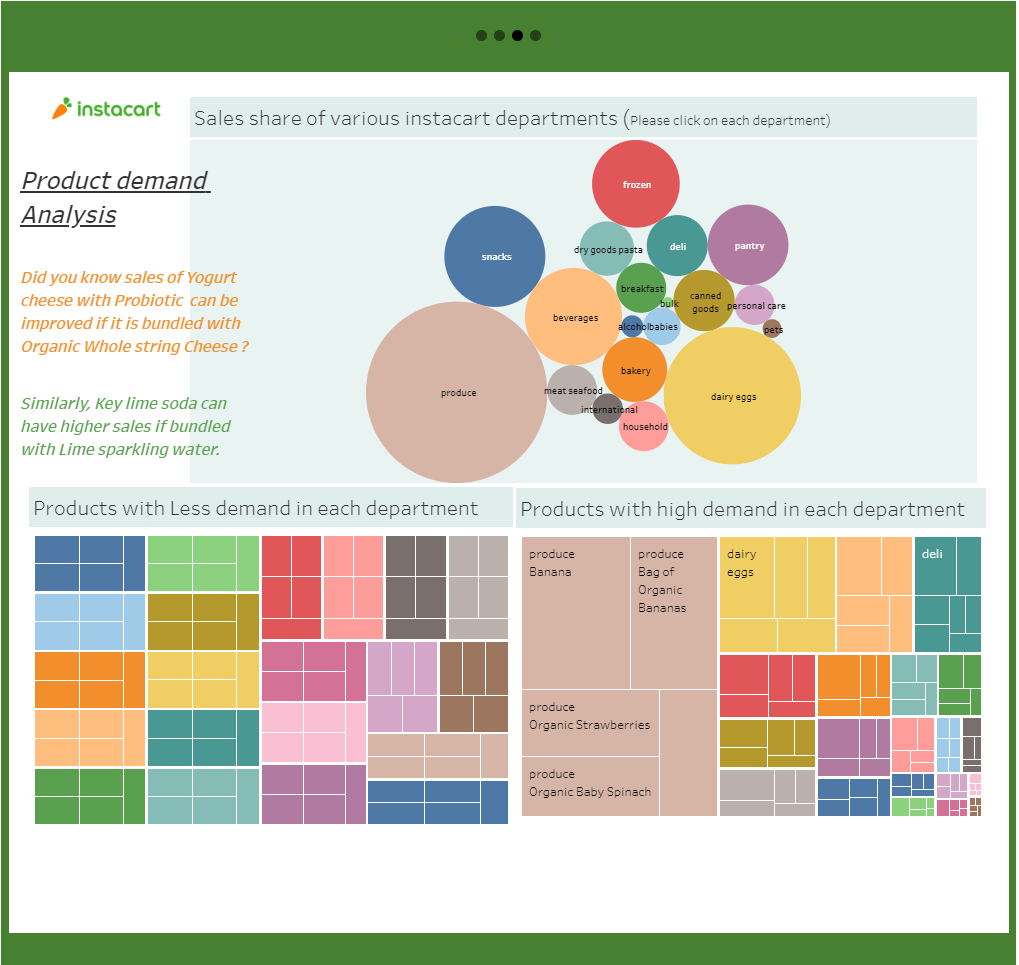 instacart
Sales share of various instacart departments (Please click on each department)
Product demand
Analysis
Did you know sales of Yogurt
cheese with Probiotic can be
improved if it is bundled with
Organic Whole string Cheese ?
Similarly, Key lime soda can
have higher sales if bundled
with Lime sparkling water.
frozen
snacks
dry goods pasta
deli
pantry
breakfast
bulk
canned
goods
personal care
beverages
alcohol
babies
pets
bakery
produce
meat seafood
dairy eggs
international
household
Products with Less demand in each department
Products with high demand in each department
produce
Banana
produce
Bag of
Organic
Bananas
dairy
eggs
deli
produce
Organic Strawberries
produce
Organic Baby Spinach